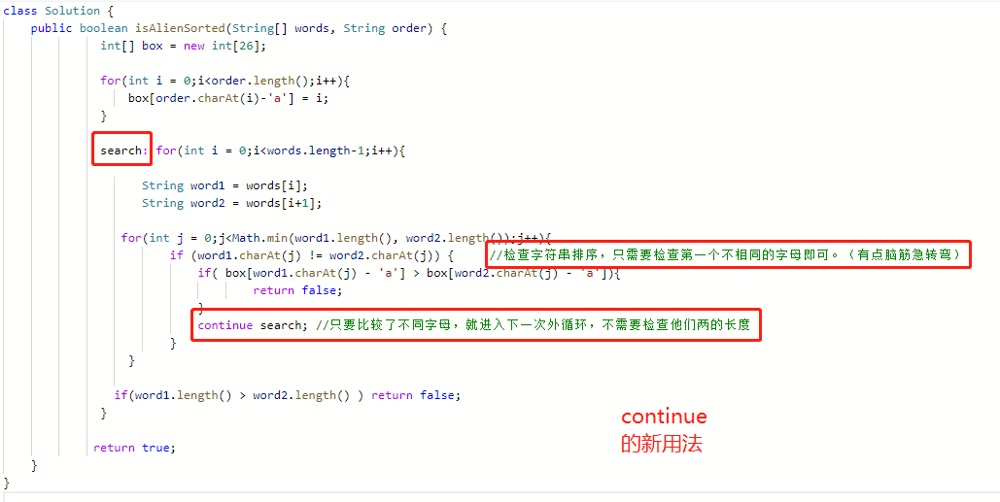 class Solution {
public boolean isAlienSorted(String[] words, String order) {
int[] box = new int[26];
for(int i = 0;i<order.length();i++){
box[order.charAt(i)-'a'] = i;
}
search: for(int i = 0;i<words.length-1;i++){
String word1 = words[i];
String word2 = words[i+1];
for(int j = 0;j<Math.min(word1.length(), word2.length());j++){
if (word1.charAt(j) != word2.charAt(j)) { //检查字符串排序，只需要检查第一个不相同的字母即可。（有点脑筋急转弯）
if( box[word1.charAt(j) - 'a'] > box[word2.charAt(j) - 'a']){
return false;
}
continue search; //只要比较了不同字母，就进入下一次外循环，不需要检查他们两的长度
}
}
if(word1.length() > word2.length() ) return false;
}
continue
的新用法
return true;
}
}